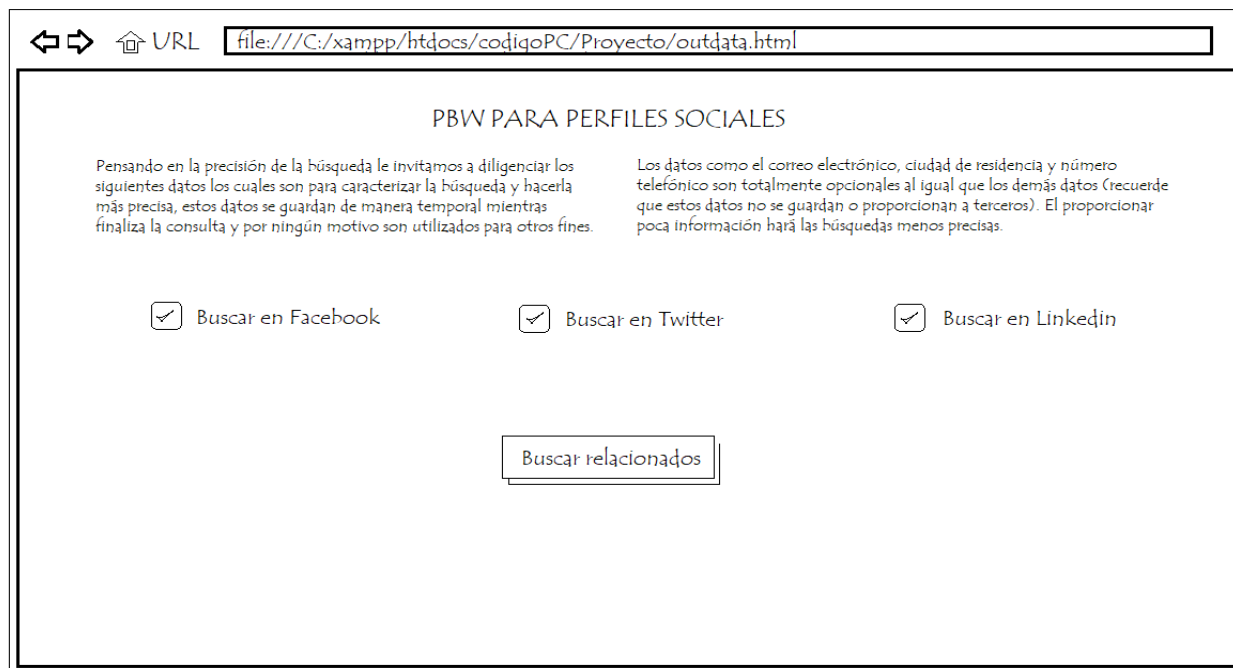 URL file:///C:/xampp/htdocs/codigoPC/Proyecto/outdata.html
PBW PARA PERFILES SOCIALES
Pensando en la precisión de la búsqueda le invitamos a diligenciar los
siguientes datos los cuales son para caracterizar la búsqueda y hacerla
más precisa, estos datos se guardan de manera temporal mientras
finaliza la consulta y por ningún motivo son utilizados para otros fines.
Los datos como el correo electrónico, ciudad de residencia y número
telefónico son totalmente opcionales al igual que los demás datos (recuerde
que estos datos no se guardan o proporcionan a terceros). El proporcionar
poca información hará las búsquedas menos precisas.
Buscar en Facebook
Buscar en Twitter
Buscar en Linkedin
Buscar relacionados